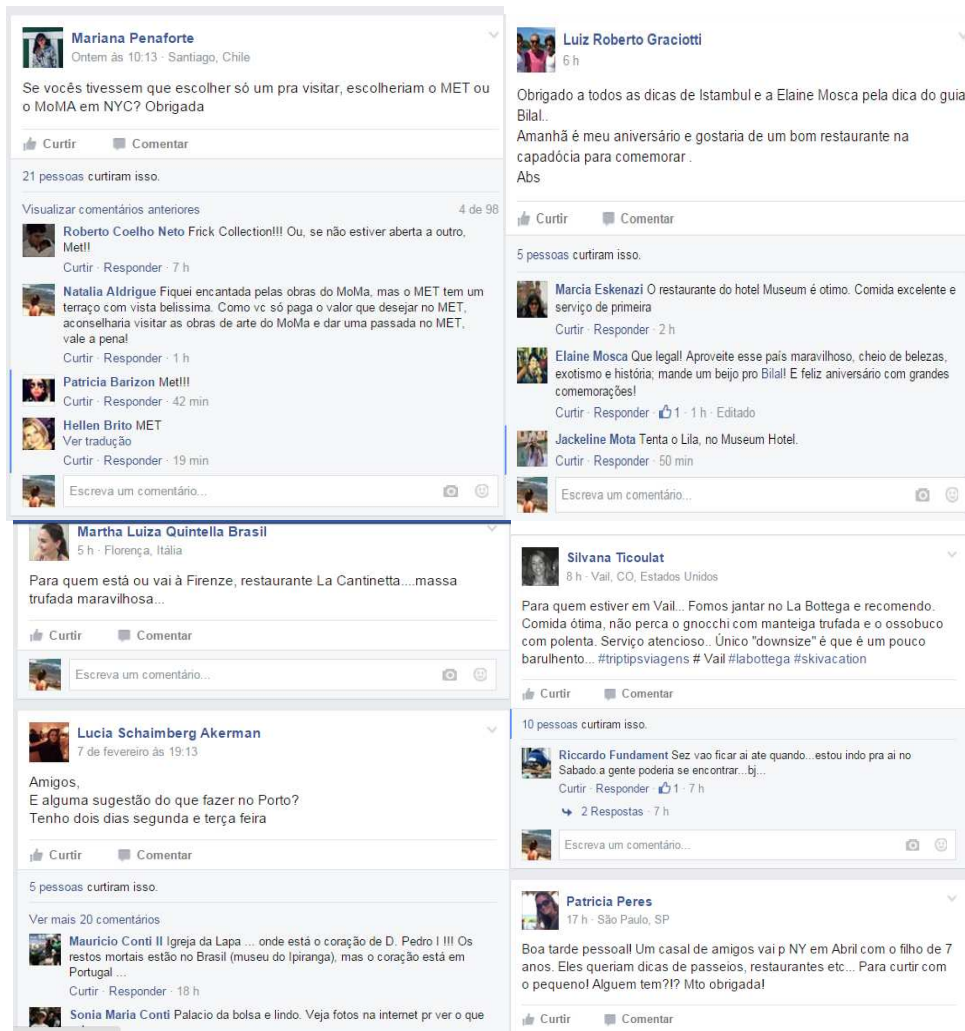 Mariana Penaforte
Ontem às 10:13 · Santiago, Chile
Se vocês tivessem que escolher só um pra visitar, escolheriam o MET ou
o MoMA em NYC? Obrigada
Curtir Comentar
21 pessoas curtiram isso.
Visualizar comentários anteriores 4 de 98
Roberto Coelho Neto Frick Collection!!! Ou, se não estiver aberta a outro,
Met!!
Curtir · Responder · 7 h
Natalia Aldrigue Fiquei encantada pelas obras do MoMa, mas o MET tem um
terraço com vista belissima. Como vc só paga o valor que desejar no MET,
aconselharia visitar as obras de arte do MoMa e dar uma passada no MET,
vale a pena!
Curtir · Responder · 1 h
Patricia Barizon Met!!!
Curtir · Responder · 42 min
Hellen Brito MET
Ver tradução
Curtir · Responder · 19 min
Escreva um comentário...
Luiz Roberto Graciotti
6 h
Obrigado a todos as dicas de Istambul e a Elaine Mosca pela dica do guia
Bilal..
Amanhã é meu aniversário e gostaria de um bom restaurante na
capadócia para comemorar .
Abs
Curtir Comentar
5 pessoas curtiram isso.
Marcia Eskenazi O restaurante do hotel Museum é otimo. Comida excelente e
serviço de primeira
Curtir · Responder · 2 h
Elaine Mosca Que legal! Aproveite esse país maravilhoso, cheio de belezas,
exotismo e história; mande um beijo pro Bilal! E feliz aniversário com grandes
comemorações!
Curtir · Responder · 1 · 1 h · Editado
Jackeline Mota Tenta o Lila, no Museum Hotel.
Curtir · Responder · 50 min
Escreva um comentário...
Martha Luiza Quintella Brasil
5 h · Florença, Itália
Para quem está ou vai à Firenze, restaurante La Cantinetta....massa
trufada maravilhosa...
Curtir Comentar
Escreva um comentário...
Lucia Schaimberg Akerman
7 de fevereiro às 19:13
Amigos,
E alguma sugestão do que fazer no Porto?
Tenho dois dias segunda e terça feira
Curtir Comentar
5 pessoas curtiram isso.
Ver mais 20 comentários
Mauricio Conti II Igreja da Lapa ... onde está o coração de D. Pedro I !!! Os
restos mortais estão no Brasil (museu do Ipiranga), mas o coração está em
Portugal ...
Curtir · Responder · 18 h
Sonia Maria Conti Palacio da bolsa e lindo. Veja fotos na internet pr ver o que
Silvana Ticoulat
8 h · Vail, CO, Estados Unidos
Para quem estiver em Vail... Fomos jantar no La Bottega e recomendo.
Comida ótima, não perca o gnocchi com manteiga trufada e o ossobuco
com polenta. Serviço atencioso.. Único "downsize" é que é um pouco
barulhento... #triptipsviagens # Vail #labottega #skivacation
Curtir Comentar
10 pessoas curtiram isso.
Riccardo Fundament Sez vao ficar ai ate quando...estou indo pra ai no
Sabado.a gente poderia se encontrar...bj...
Curtir · Responder · 1 · 7 h
2 Respostas · 7 h
Escreva um comentário...
Patricia Peres
17 h · São Paulo, SP
Boa tarde pessoal! Um casal de amigos vai p NY em Abril com o filho de 7
anos. Eles queriam dicas de passeios, restaurantes etc... Para curtir com
o pequeno! Alguem tem?!? Mto obrigada!
Curtir Comentar